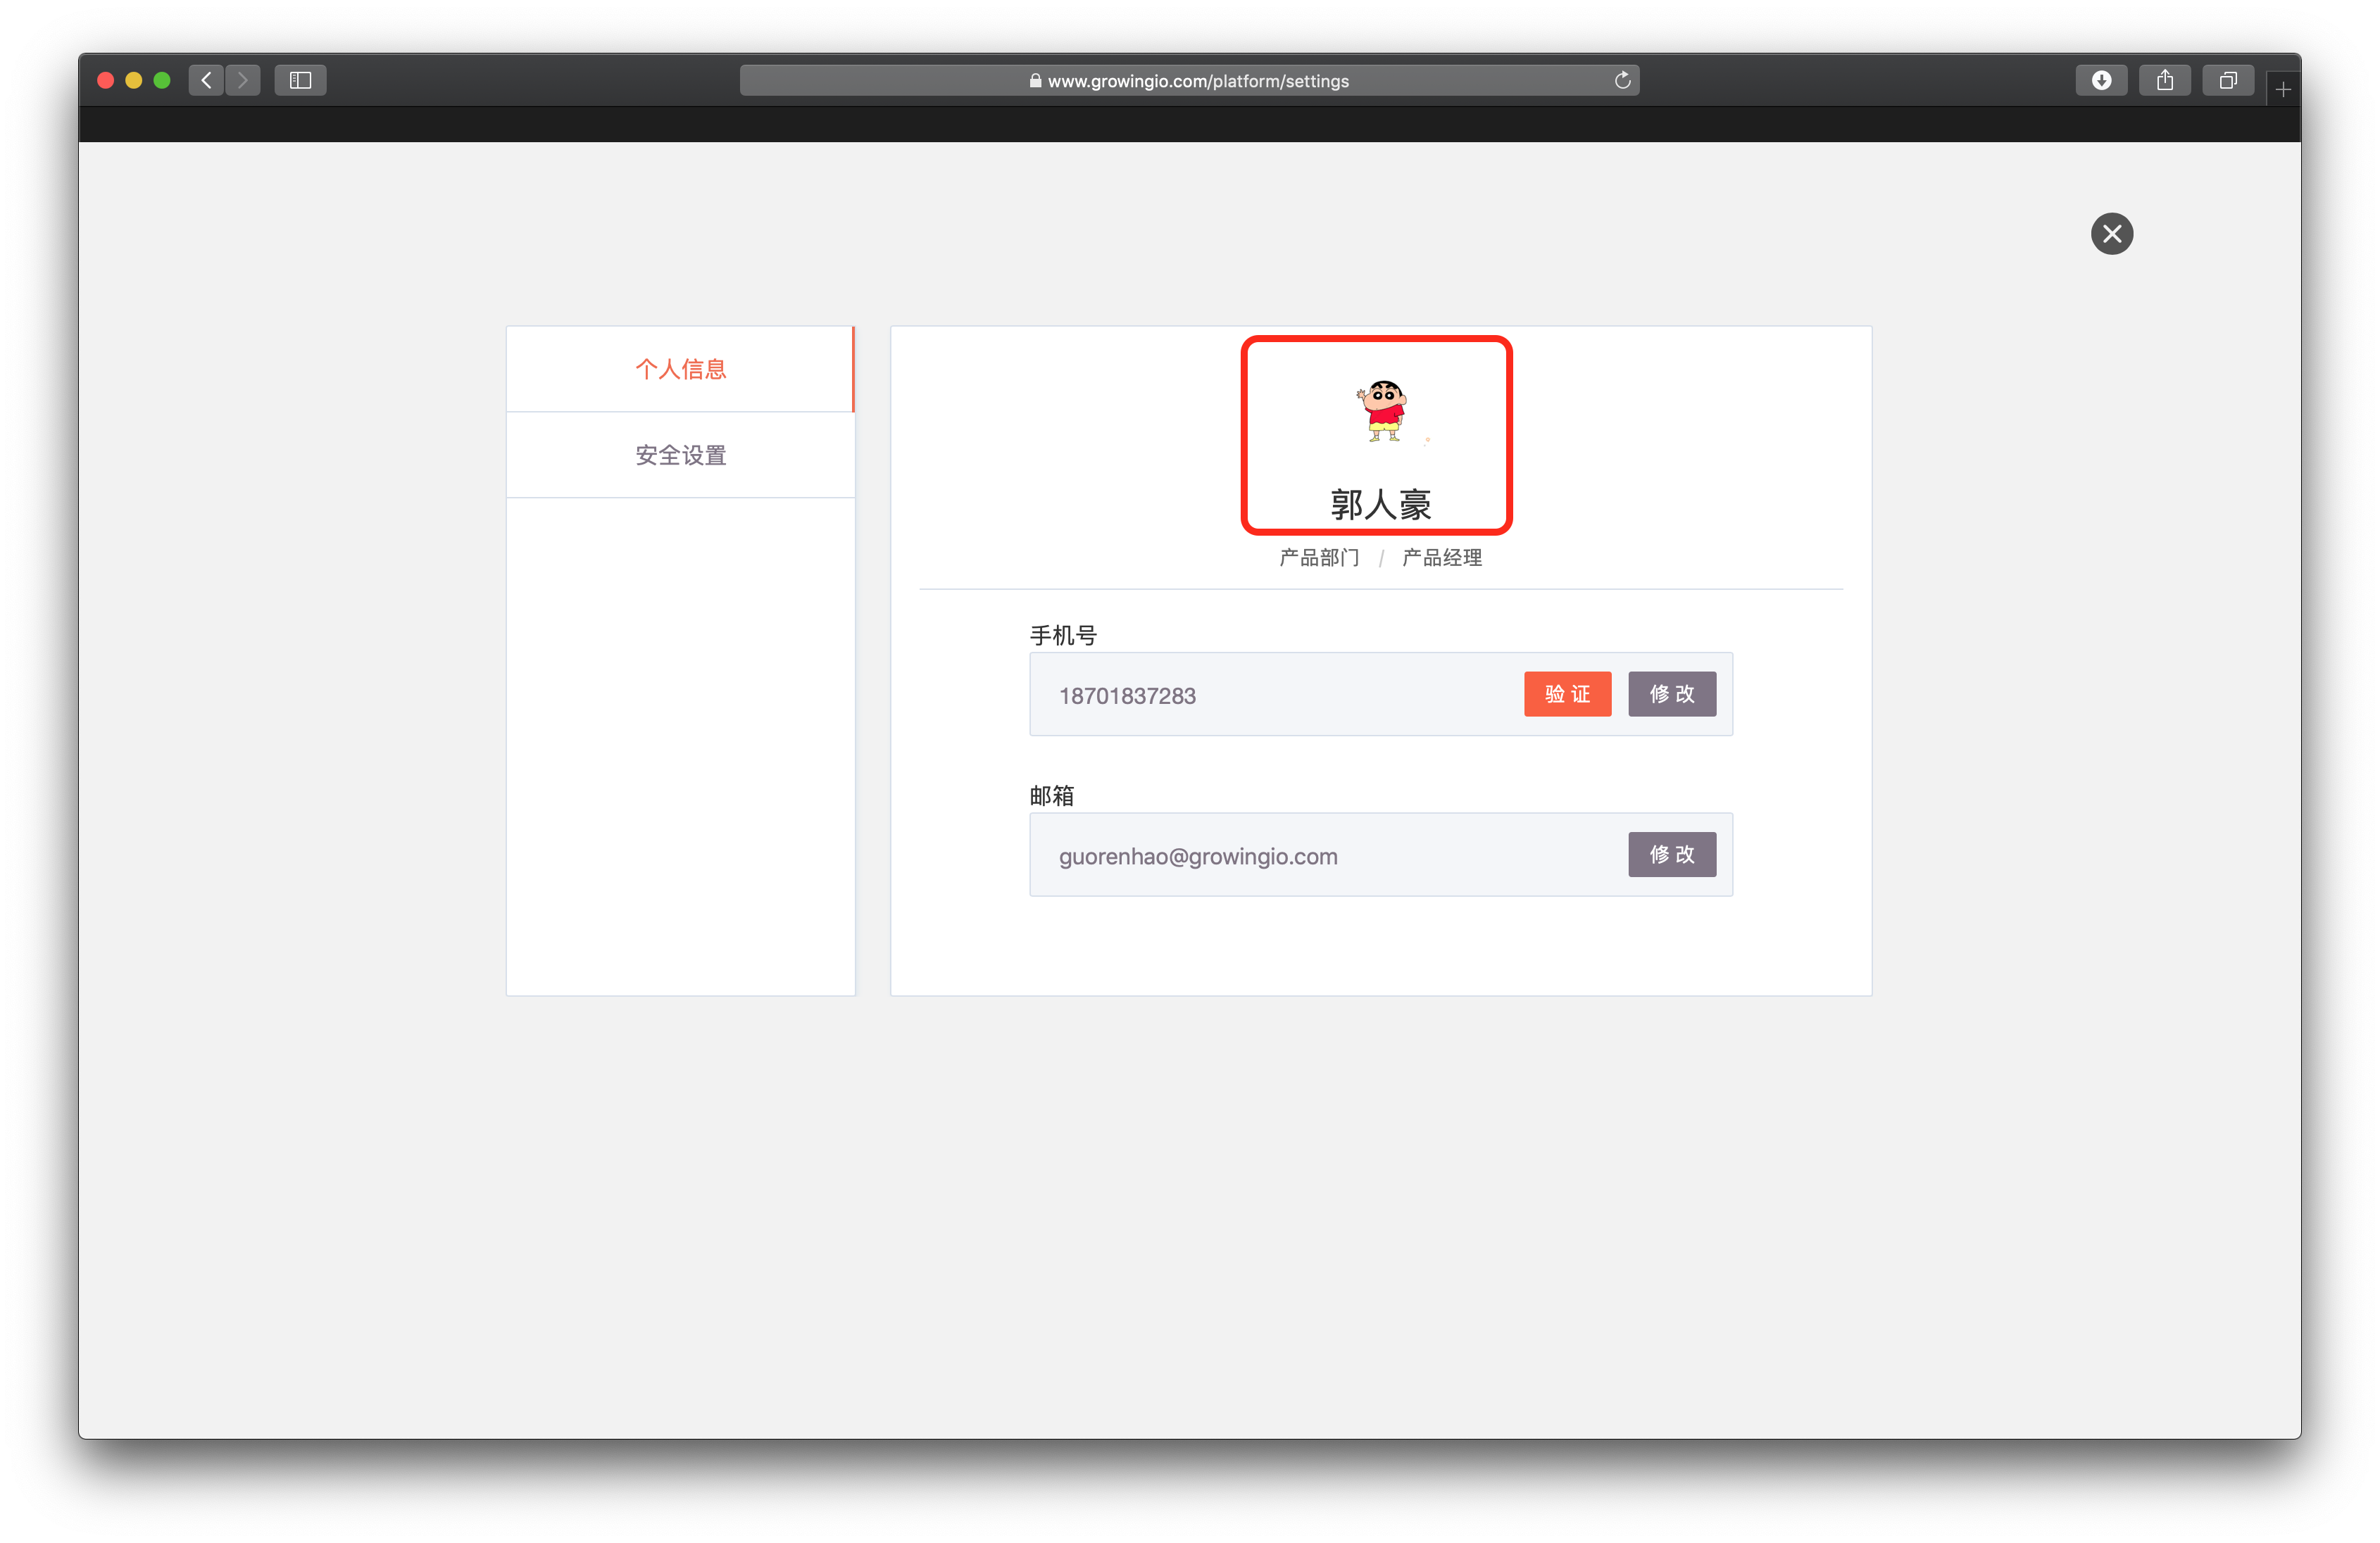 www.growingio.com/platform/settings
个人信息
安全设置
郭人豪
产品部门 / 产品经理
手机号
18701837283 验 证 修 改
邮箱
guorenhao@growingio.com 修 改